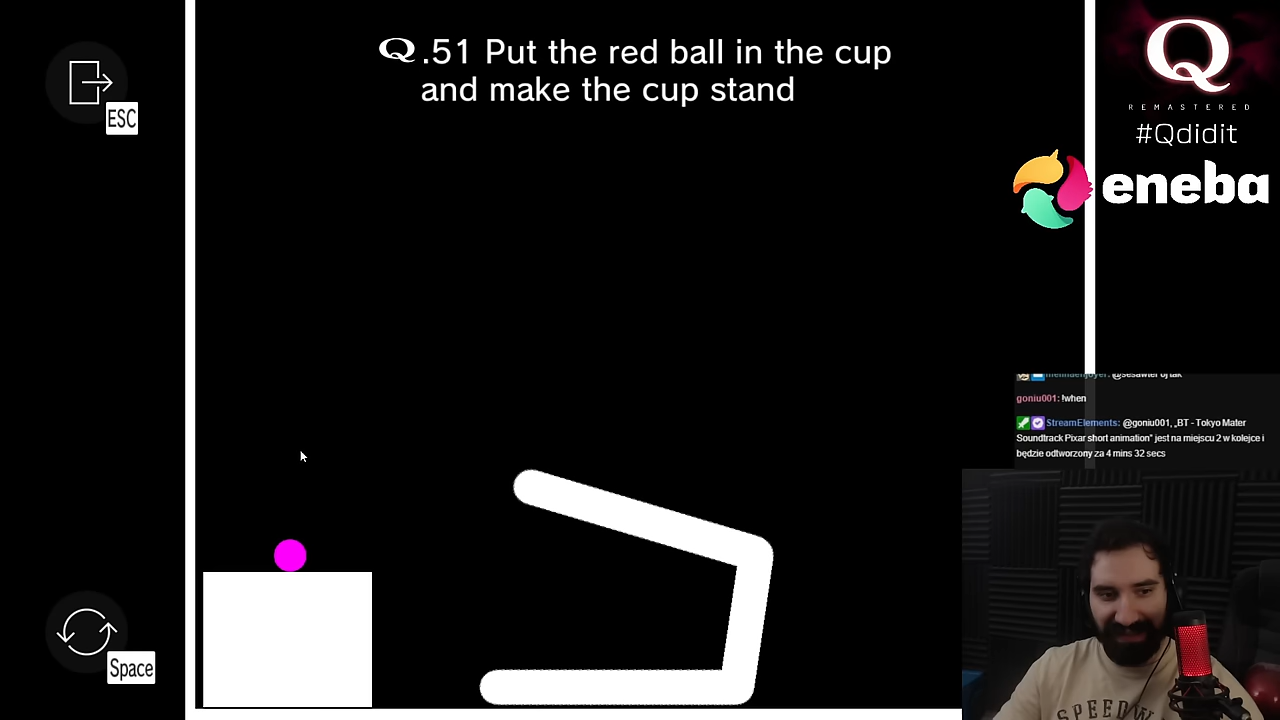 Q.51 Put the red ball in the cup
and make the cup stand
ESC
Space
Q
REMASTERED
#Qdidit
eneba
goniu001: !when
StreamElements: @goniu001, „BT - Tokyo Mater
Soundtrack Pixar short animation" jest na miejscu 2 w kolejce i
będzie odtworzony za 4 mins 32 secs